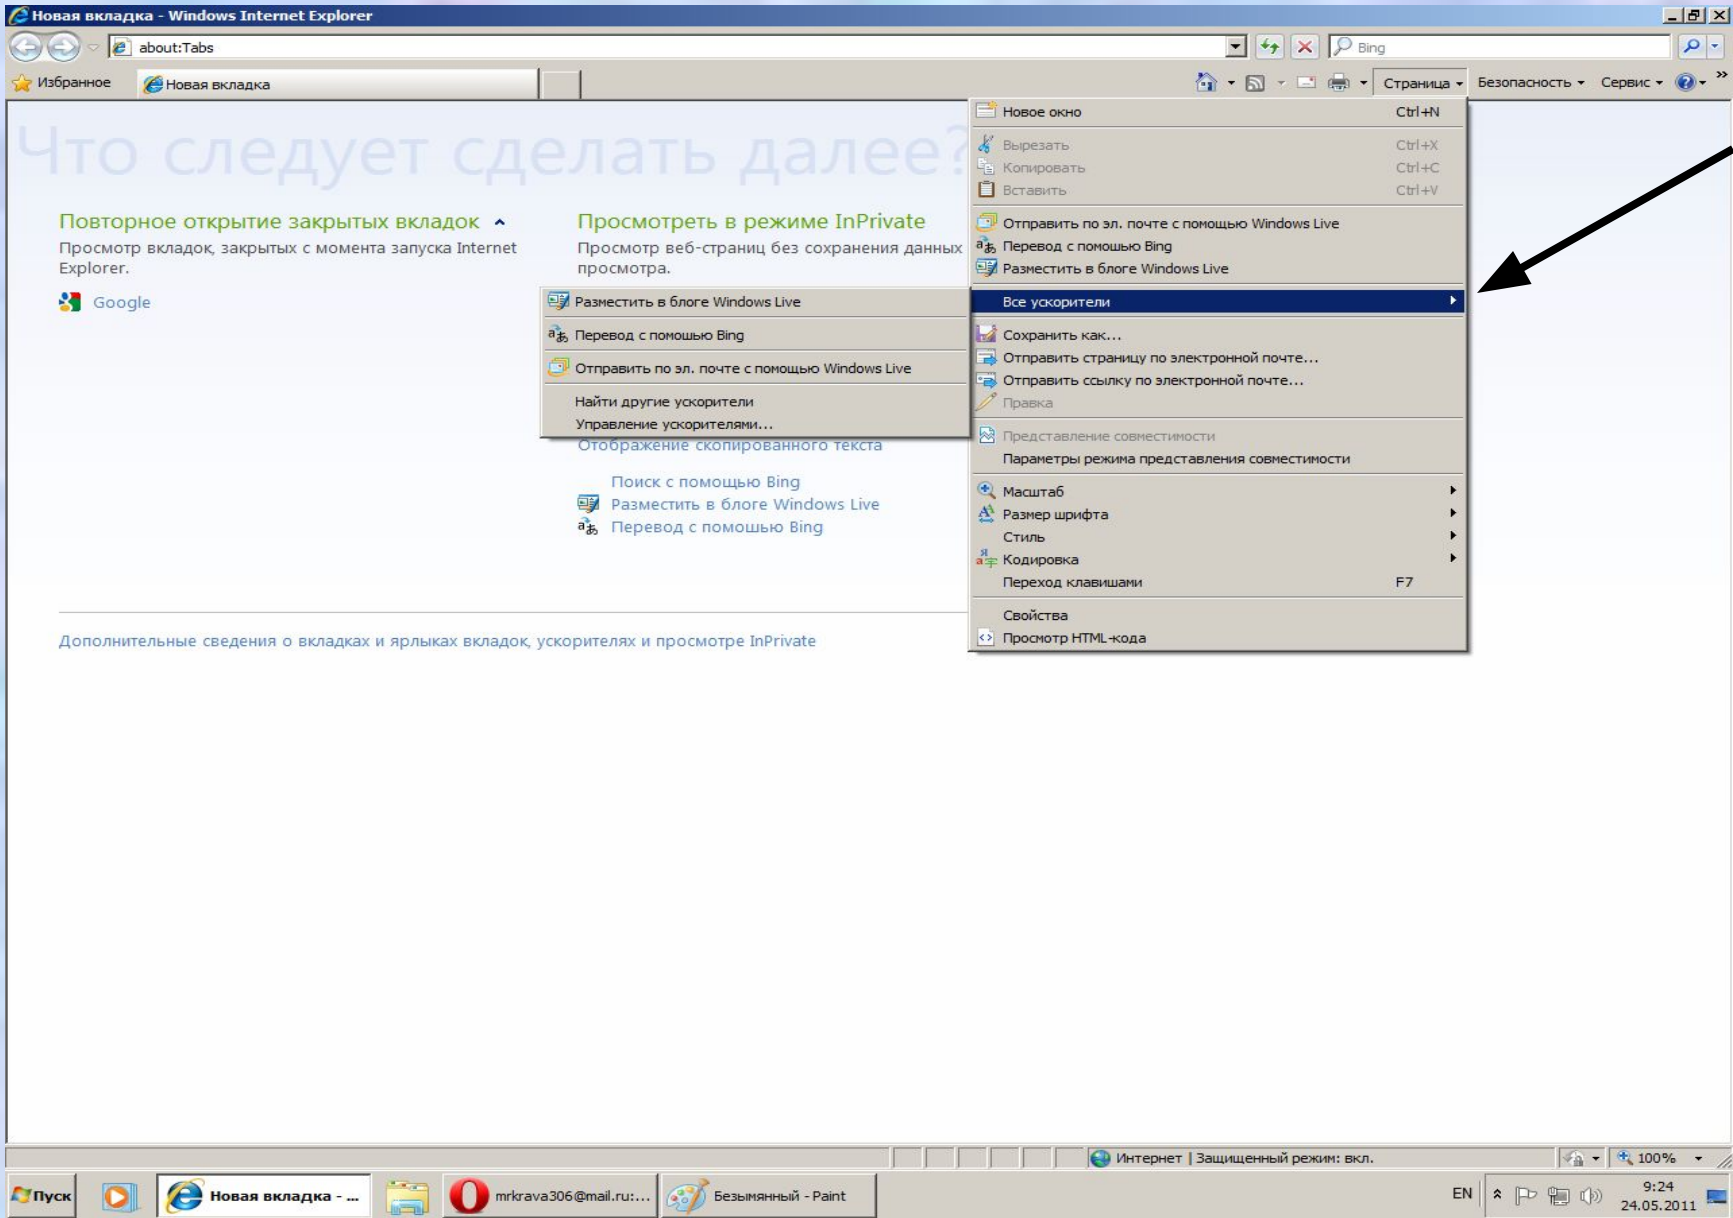 Новая вкладка - Windows Internet Explorer
about:Tabs
Bing
Избранное
Новая вкладка
Страница
Безопасность
Сервис
»
Что следует сделать далее?
Повторное открытие закрытых вкладок
Просмотр вкладок, закрытых с момента запуска Internet
Explorer.
Google
Просмотреть в режиме InPrivate
Просмотр веб-страниц без сохранения данных
просмотра.
Разместить в блоге Windows Live
Перевод с помошью Bing
Отправить по эл. почте с помощью Windows Live
Найти другие ускорители
Управление ускорителями...
Отображение скопированного текста
Поиск с помощью Bing
Разместить в блоге Windows Live
Перевод с помошью Bing
Дополнительные сведения о вкладках и ярлыках вкладок, ускорителях и просмотре InPrivate
Новое окно Ctrl+N
Вырезать Ctrl+X
Копировать Ctrl+C
Вставить Ctrl+V
Отправить по эл. почте с помощью Windows Live
Перевод с помошью Bing
Разместить в блоге Windows Live
Все ускорители
Сохранить как...
Отправить страницу по электронной почте...
Отправить ссылку по электронной почте...
Правка
Представление совместимости
Параметры режима представления совместимости
Масштаб
Размер шрифта
Стиль
Кодировка
Переход клавишами F7
Свойства
Просмотр HTML-кода
Интернет | Защищенный режим: вкл.
100%
Пуск
Новая вкладка - ...
mrkrava306@mail.ru:...
Безымянный - Paint
EN
9:24
24.05.2011